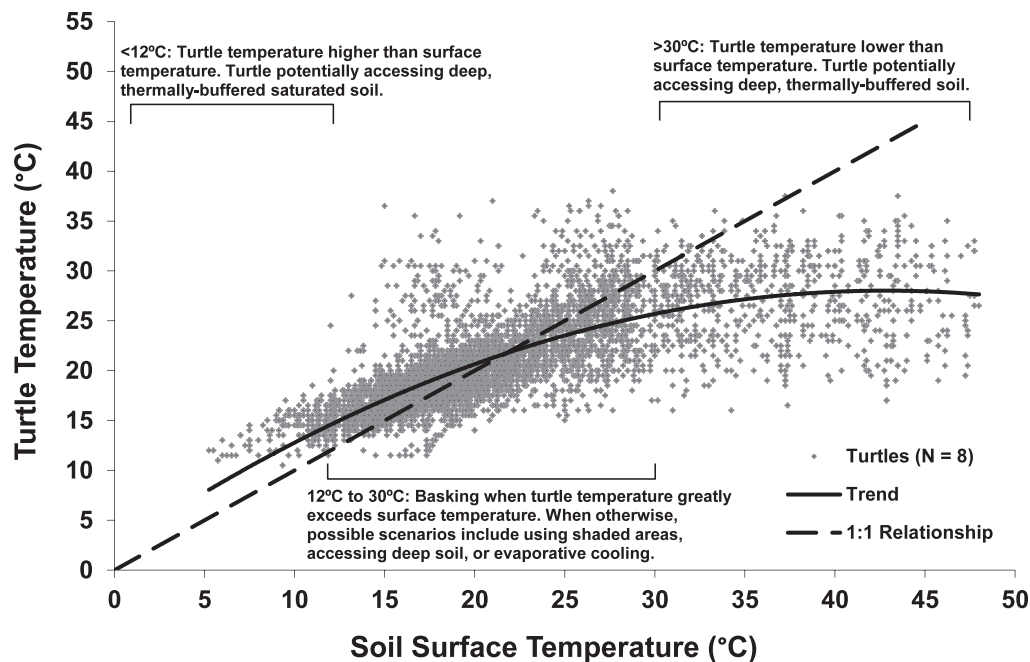 55
50
45
40
35
30
25
20
15
10
5
0
Turtle Temperature (°C)
<12ºC: Turtle temperature higher than surface
temperature. Turtle potentially accessing deep,
thermally-buffered saturated soil.
>30ºC: Turtle temperature lower than
surface temperature. Turtle potentially
accessing deep, thermally-buffered soil.
12ºC to 30ºC: Basking when turtle temperature greatly
exceeds surface temperature. When otherwise,
possible scenarios include using shaded areas,
accessing deep soil, or evaporative cooling.
Turtles (N = 8)
Trend
1:1 Relationship
0 5 10 15 20 25 30 35 40 45 50
Soil Surface Temperature (°C)